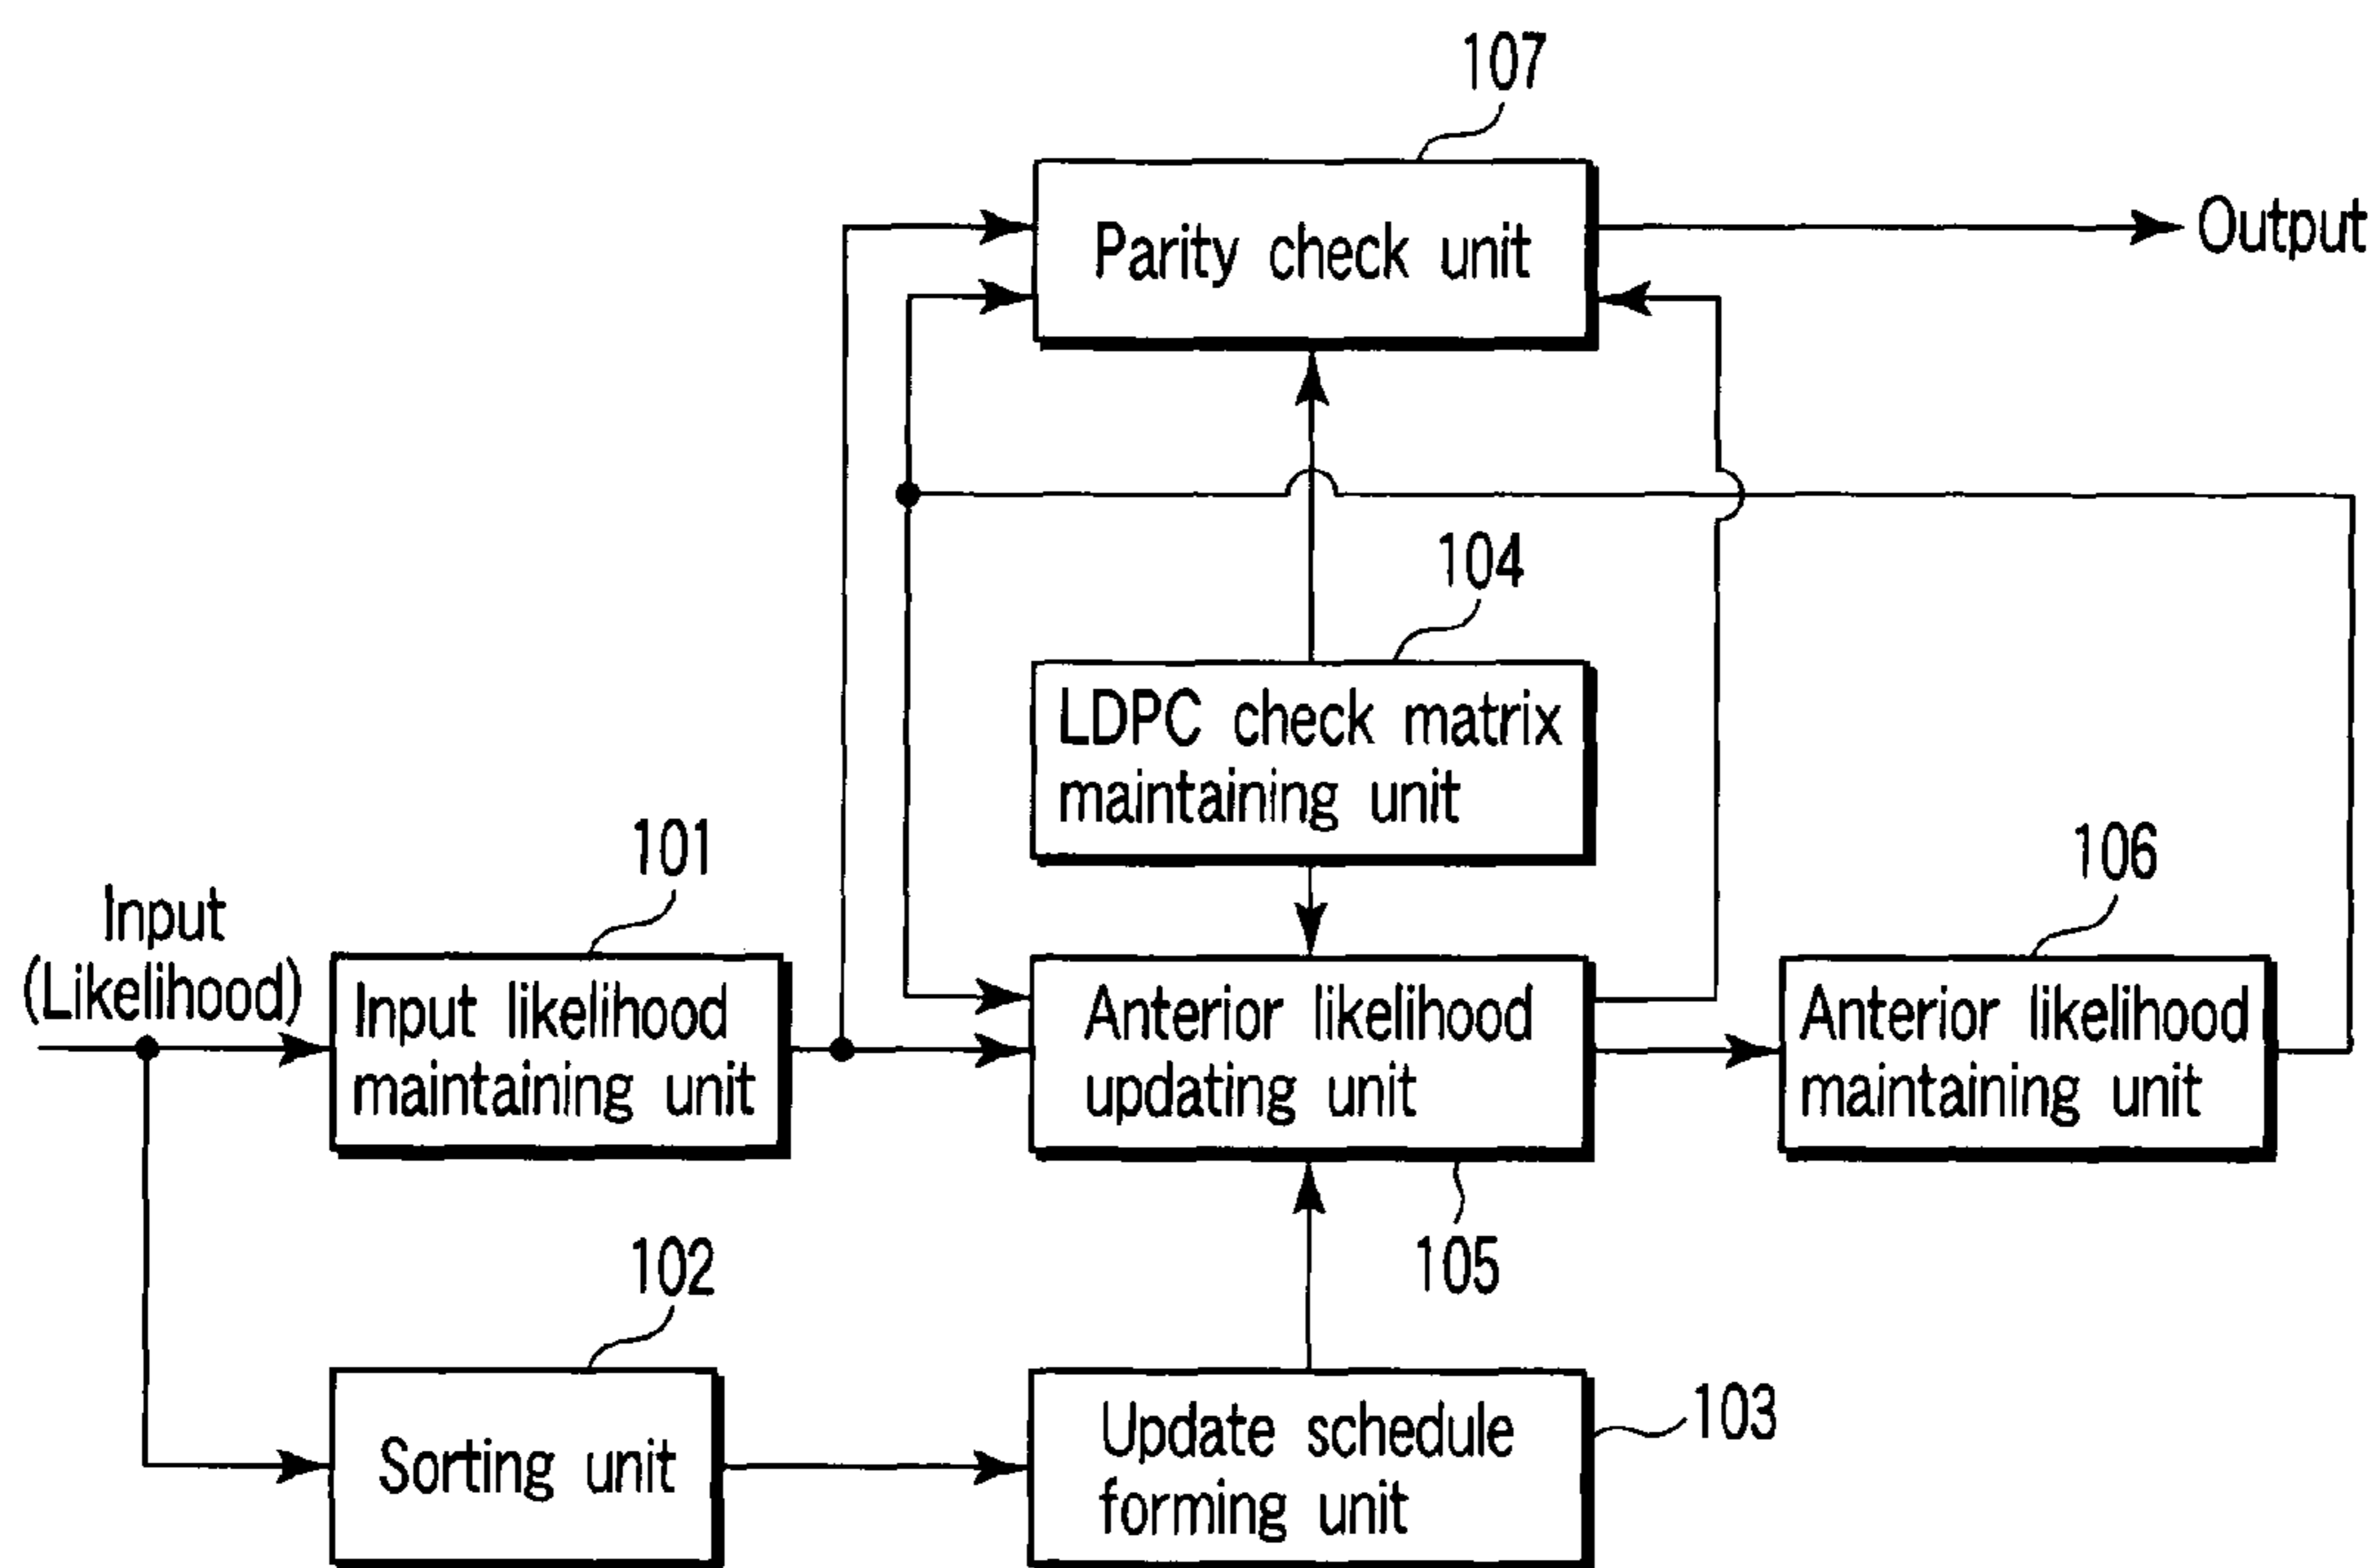 107
Parity check unit
Output
104
LDPC check matrix
maintaining unit
101
106
Input
(Likelihood)
Input likelihood
maintaining unit
Anterior likelihood
updating unit
Anterior likelihood
maintaining unit
102
105
Sorting unit
Update schedule
forming unit
103